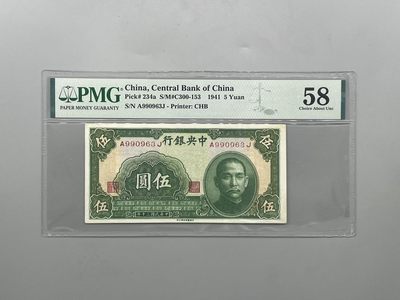 PMG
PAPER MONEY GUARANTY
China, Central Bank of China
Pick# 234a S/M#C300-153 1941 5 Yuan
S/N A990963J - Printer: CHB
58
Choice About Unc
行銀央中
伍
伍
A990963J
A990963J
圓伍
伍
伍